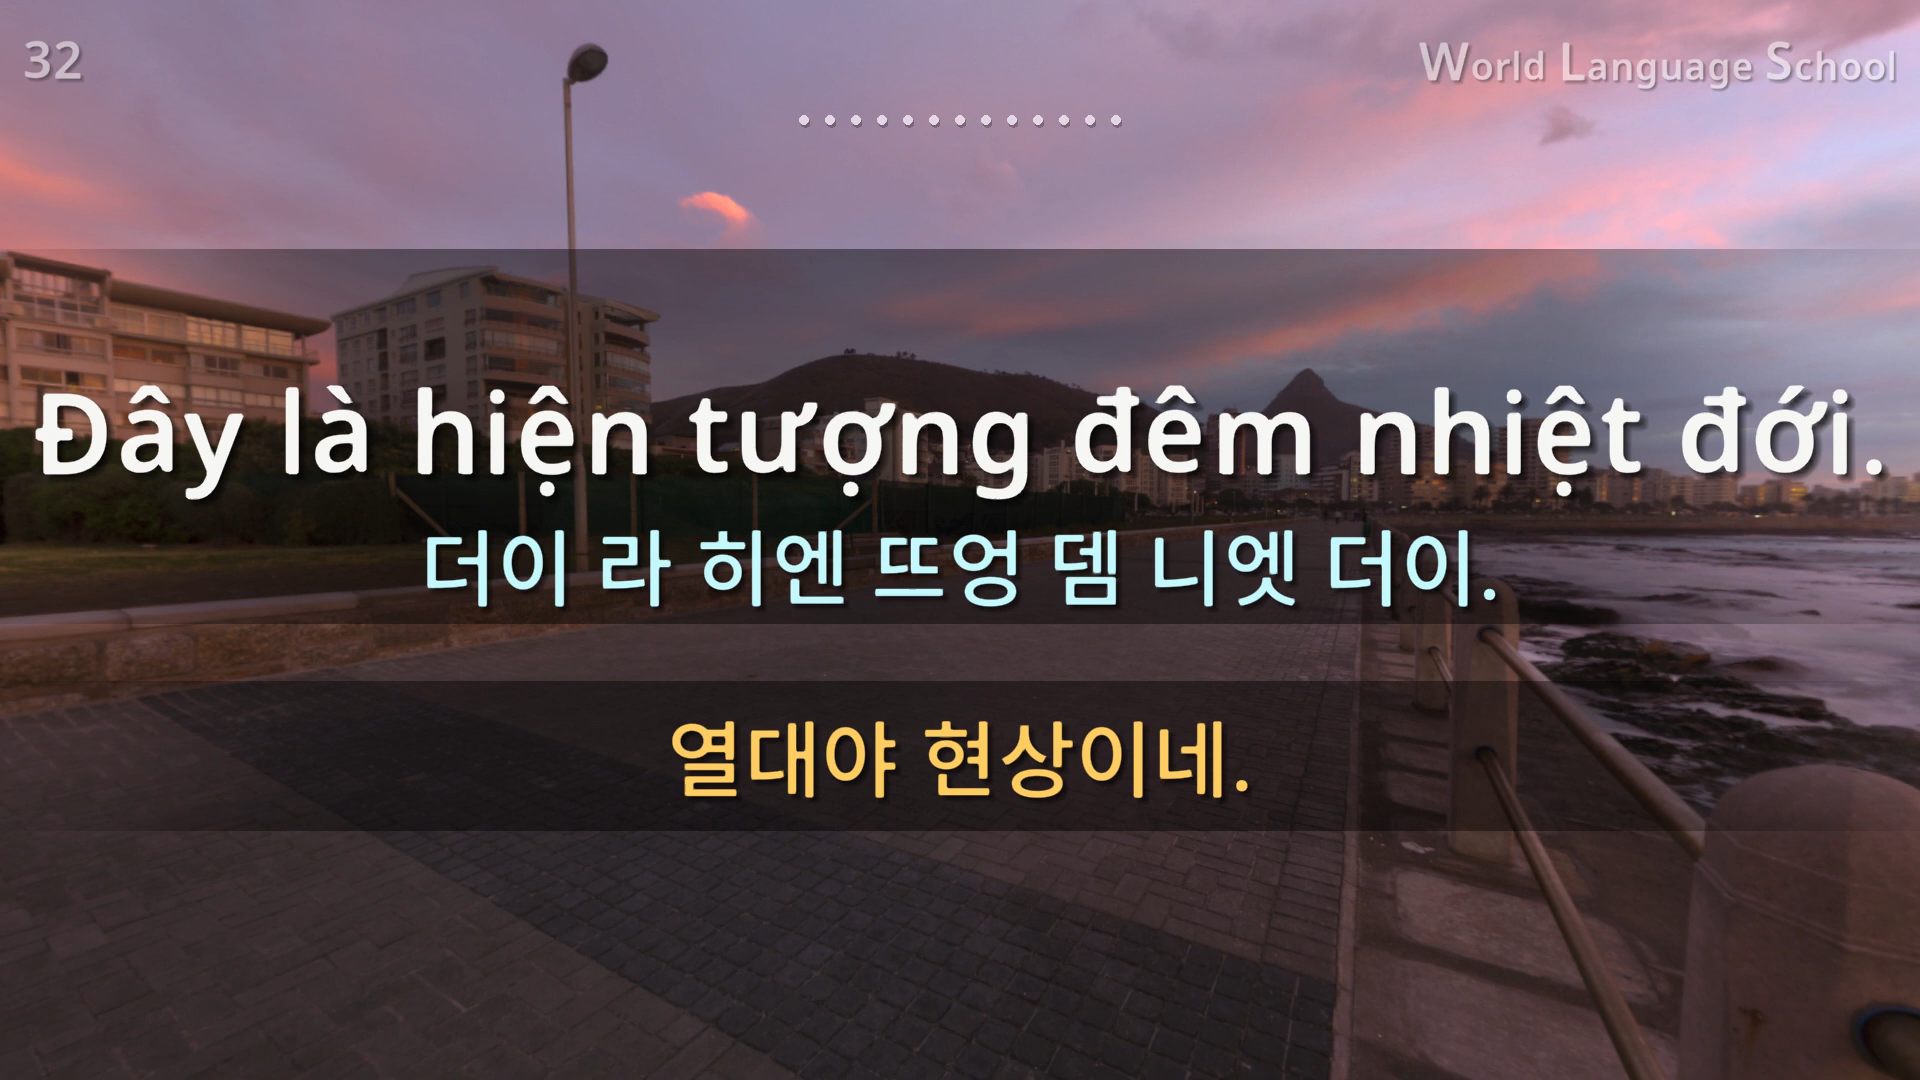 32
World Language School
Đây là hiện tượng đêm nhiệt đới.
더이 라 히엔 뜨엉 뎀 니엣 더이.
열대야 현상이네.